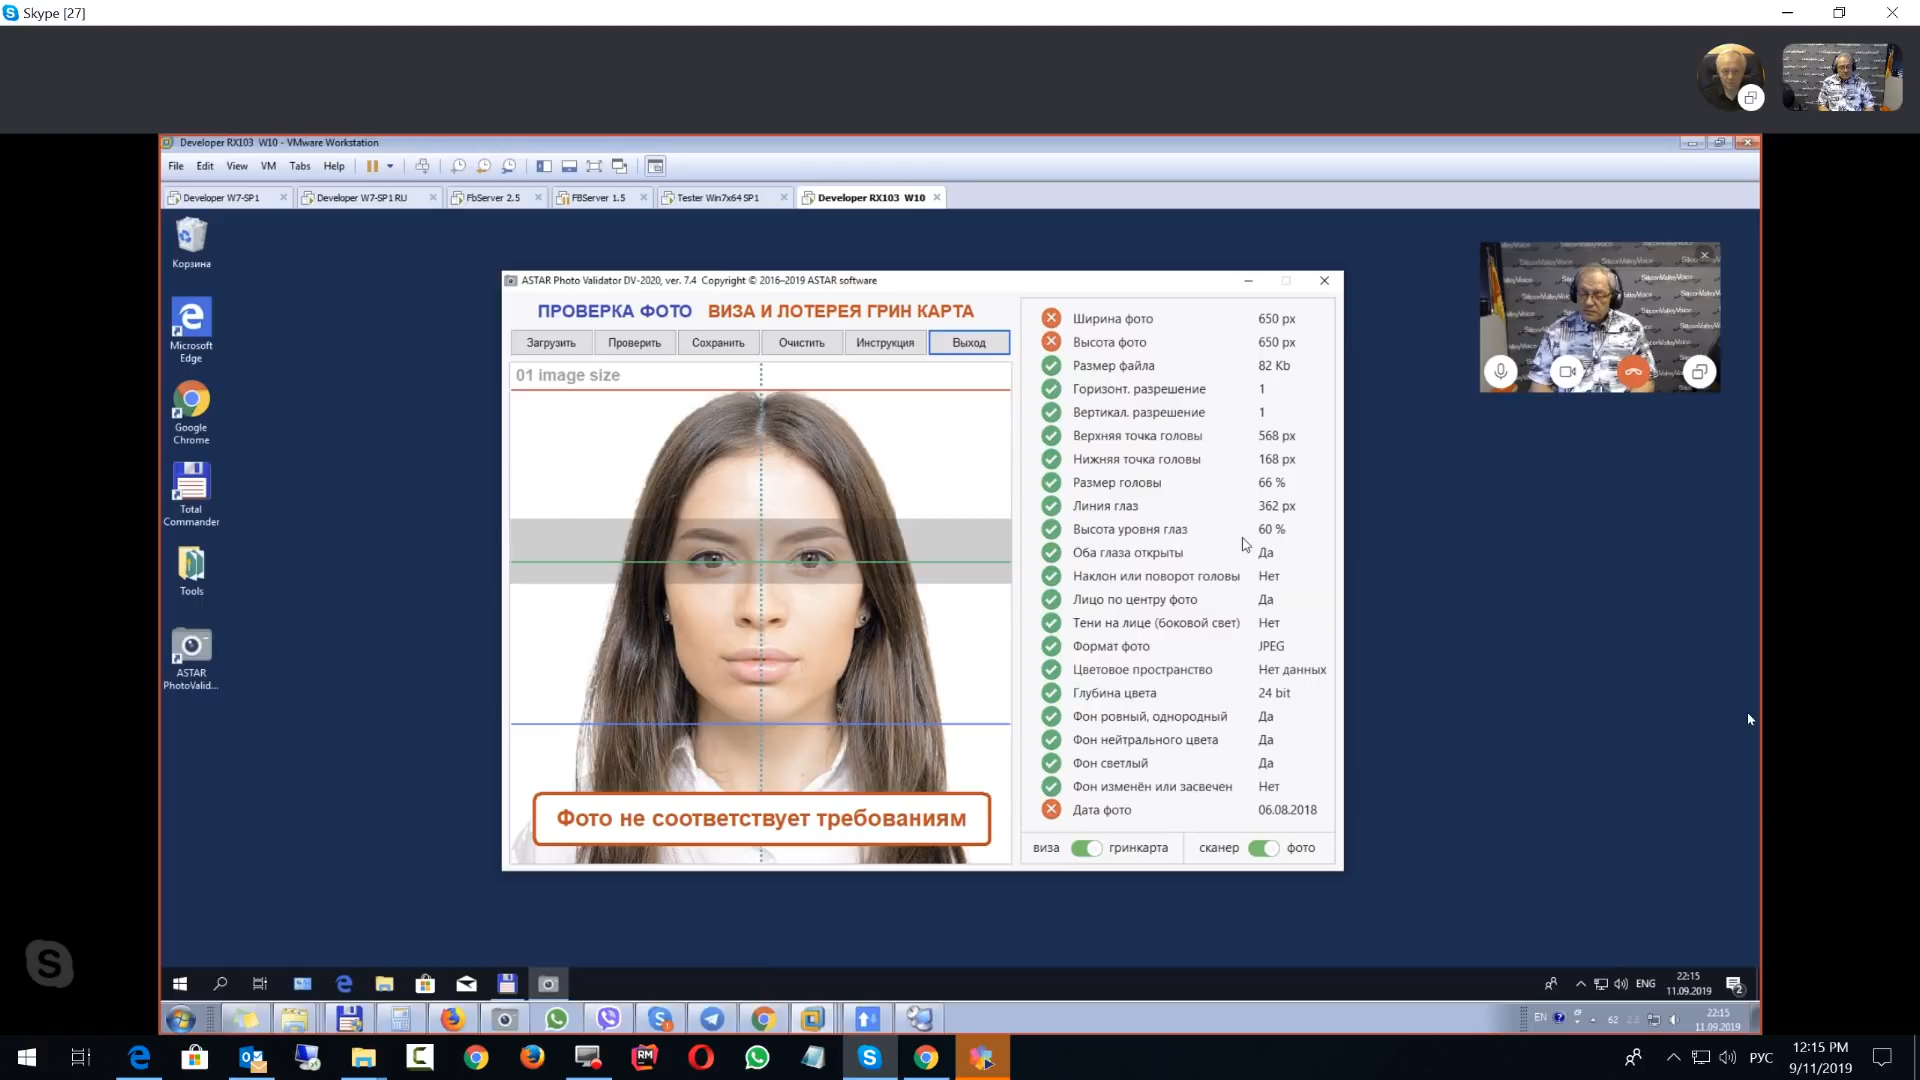 Skype [27]
Developer RX103 W10 - VMware Workstation
File Edit View VM Tabs Help
Developer W7-SP1
Developer W7-SP1 RU
FbServer 2.5
FBServer 1.5
Tester Win7x64 SP1
Developer RX103 W10
Корзина
Microsoft
Edge
Google
Chrome
Total
Commander
Tools
ASTAR
PhotoValid...
ASTAR Photo Validator DV-2020, ver. 7.4 Copyright © 2016–2019 ASTAR software
ПРОВЕРКА ФОТО ВИЗА И ЛОТЕРЕЯ ГРИН КАРТА
Загрузить Проверить Сохранить Очистить Инструкция Выход
01 image size
Фото не соответствует требованиям
Ширина фото 650 px
Высота фото 650 px
Размер файла 82 Kb
Горизонт. разрешение 1
Вертикал. разрешение 1
Верхняя точка головы 568 px
Нижняя точка головы 168 px
Размер головы 66 %
Линия глаз 362 px
Высота уровня глаз 60 %
Оба глаза открыты Да
Наклон или поворот головы Нет
Лицо по центру фото Да
Тени на лице (боковой свет) Нет
Формат фото JPEG
Цветовое пространство Нет данных
Глубина цвета 24 bit
Фон ровный, однородный Да
Фон нейтрального цвета Да
Фон светлый Да
Фон изменён или засвечен Нет
Дата фото 06.08.2018
виза гринкарта сканер фото
SiliconValleyVoice
ENG
22:15
11.09.2019
2
EN
62
22:15
11.09.2019
РУС
12:15 PM
9/11/2019